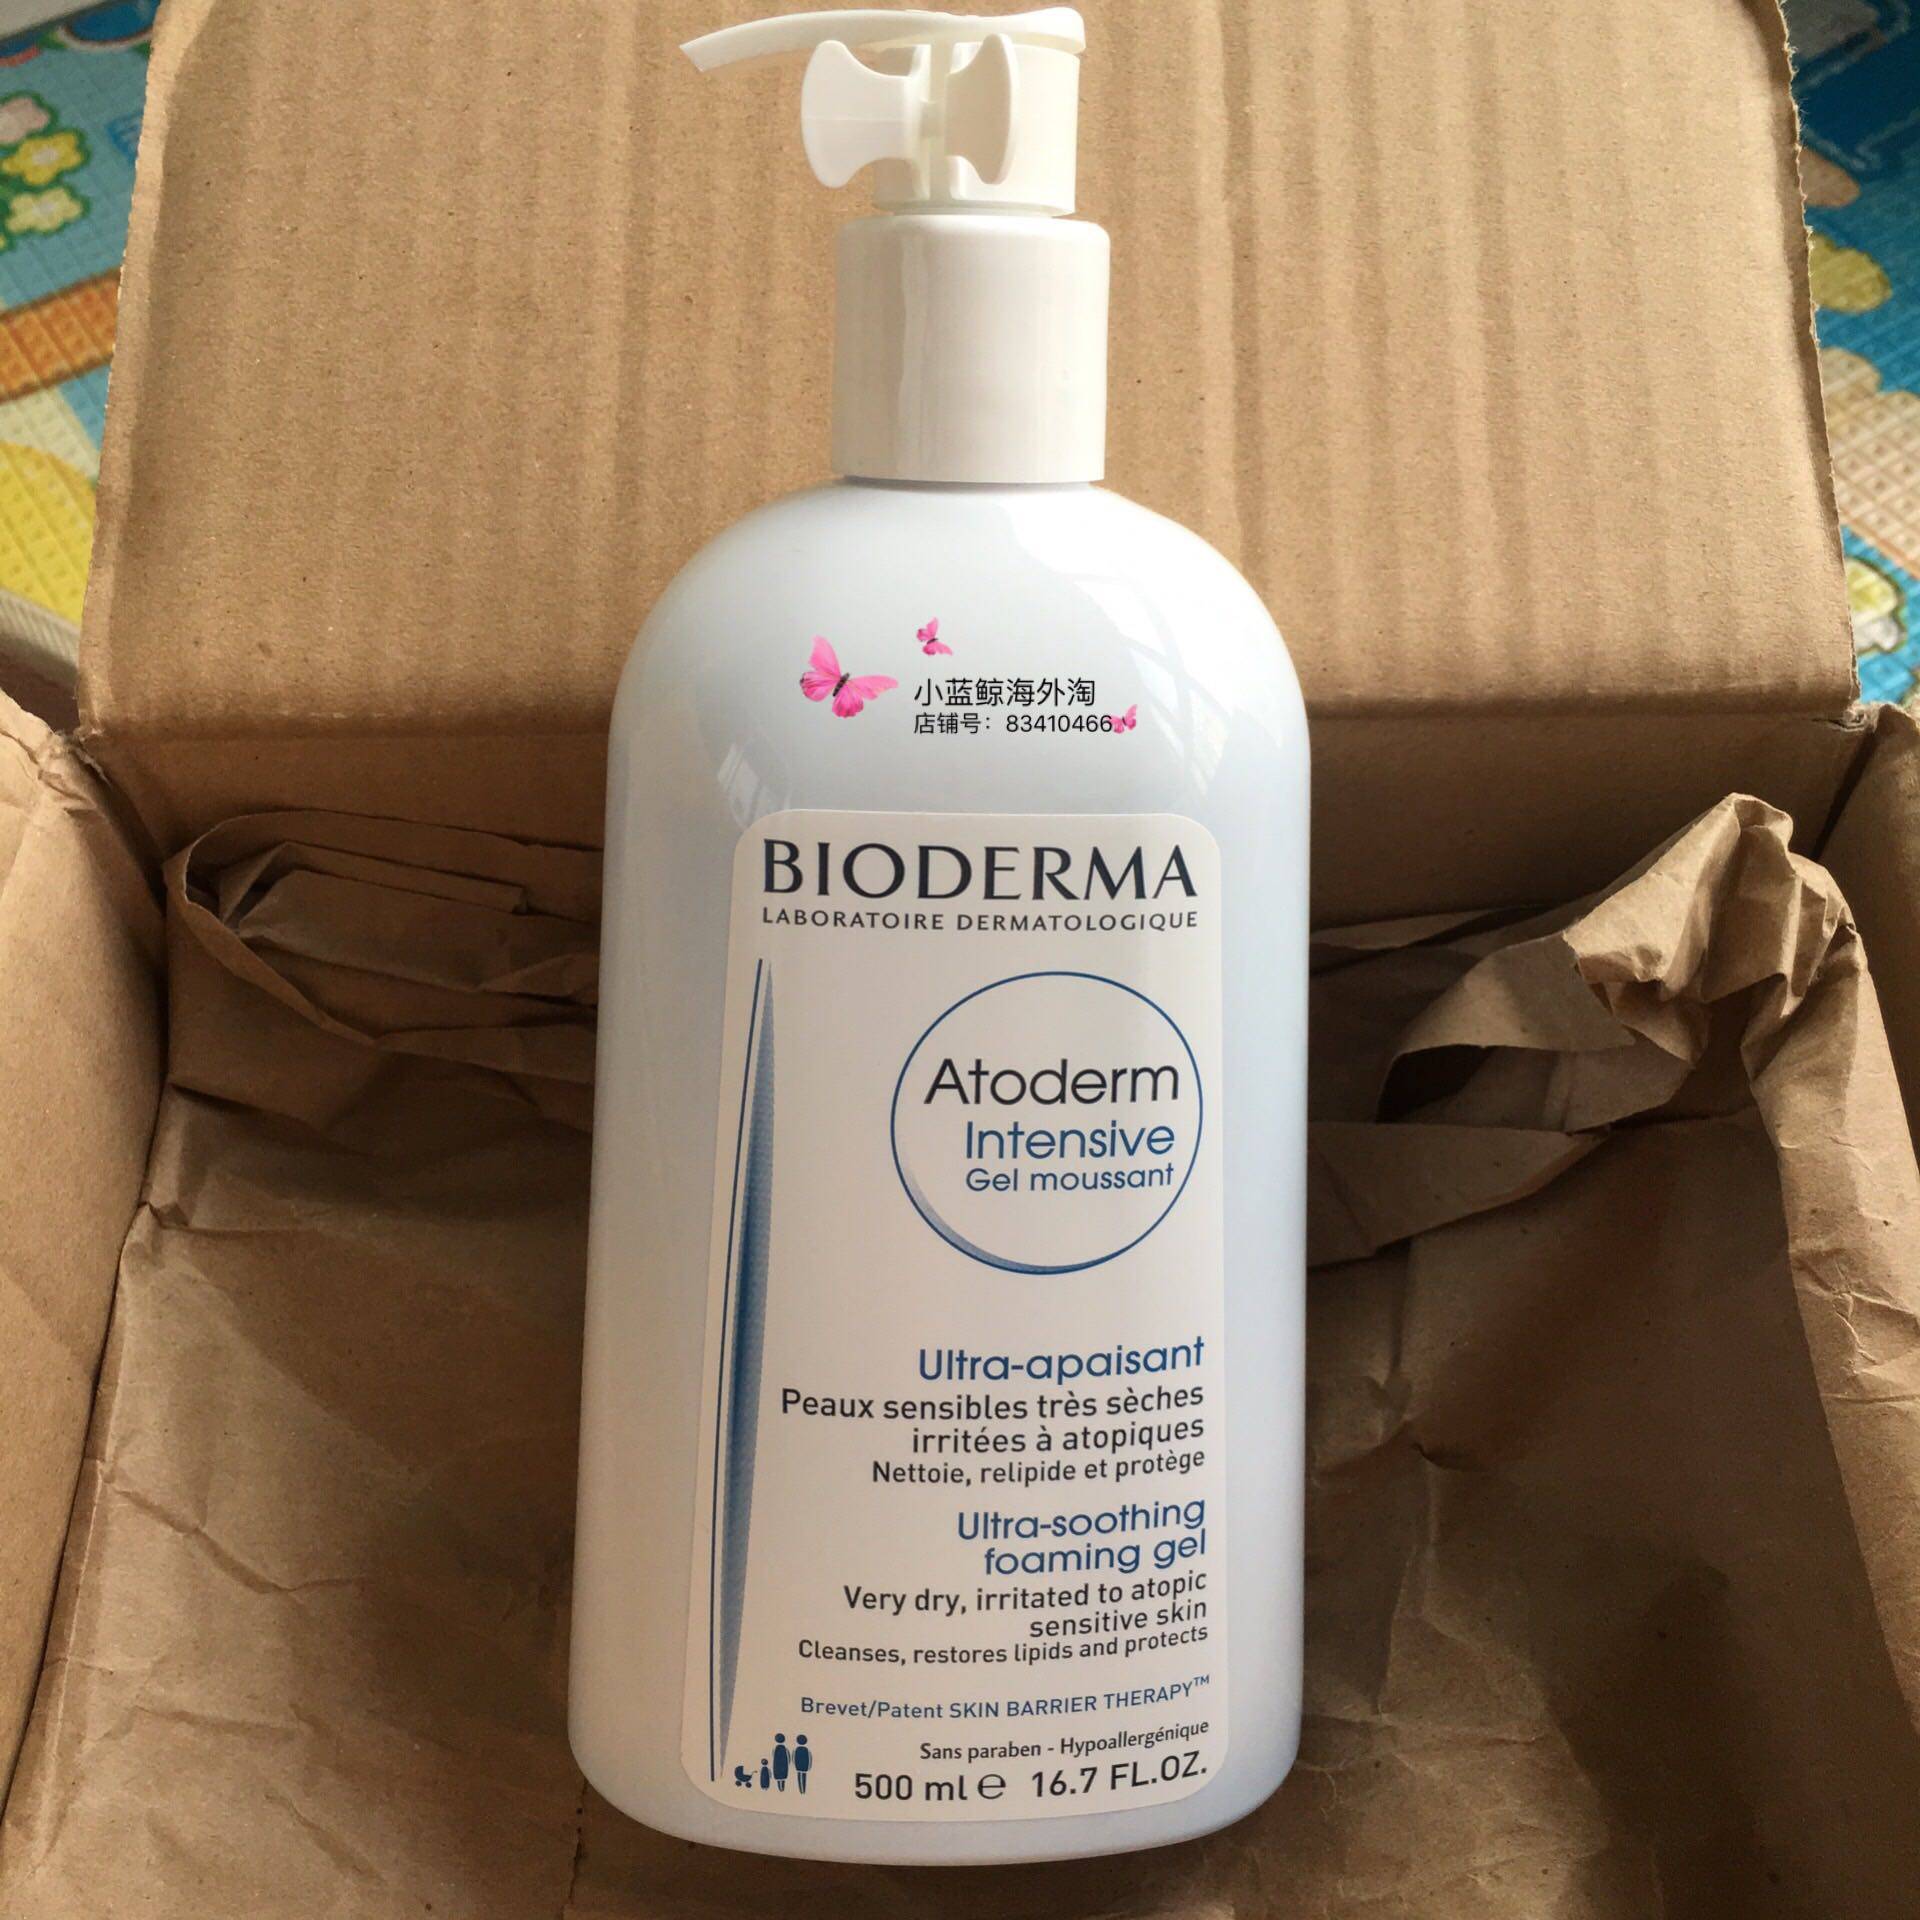 小蓝鲸海外淘
店铺号：83410466
BIODERMA
LABORATOIRE DERMATOLOGIQUE
Atoderm
Intensive
Gel moussant
Ultra-apaisant
Peaux sensibles très sèches
irritées à atopiques
Nettoie, relipide et protège
Ultra-soothing
foaming gel
Very dry, irritated to atopic
sensitive skin
Cleanses, restores lipids and protects
Brevet/Patent SKIN BARRIER THERAPY™
Sans paraben - Hypoallergénique
500 ml ℮ 16.7 FL.OZ.